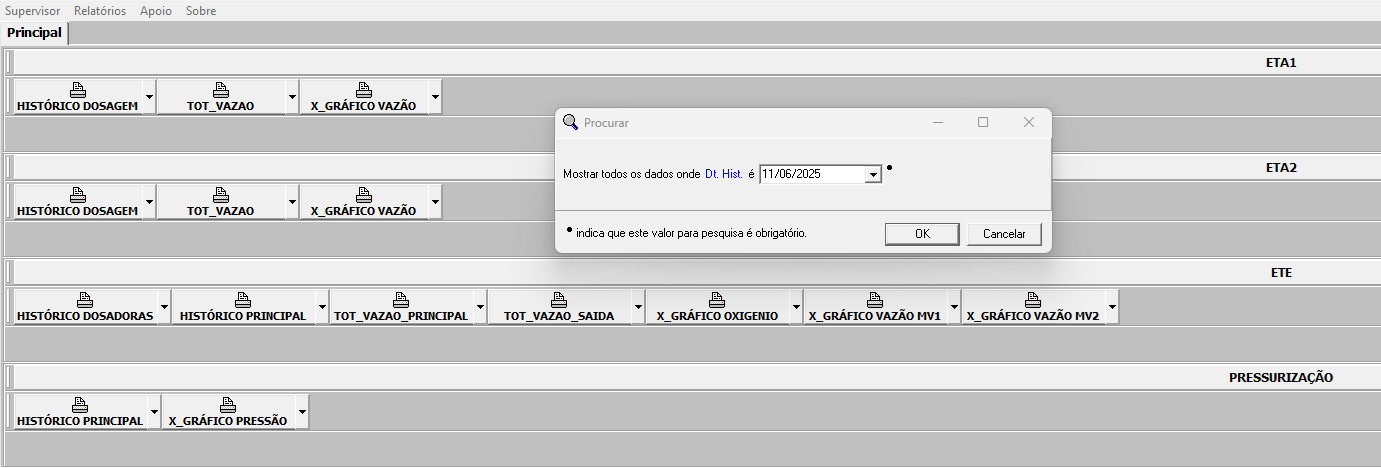 Supervisor Relatórios Apoio Sobre
Principal
ETA1
HISTÓRICO DOSAGEM TOT_VAZAO X_GRÁFICO VAZÃO
Procurar
Mostrar todos os dados onde Dt. Hist. é 11/06/2025 •
• indica que este valor para pesquisa é obrigatório. OK Cancelar
ETA2
HISTÓRICO DOSAGEM TOT_VAZAO X_GRÁFICO VAZÃO
ETE
HISTÓRICO DOSADORAS HISTÓRICO PRINCIPAL TOT_VAZAO_PRINCIPAL TOT_VAZAO_SAIDA X_GRÁFICO OXIGENIO X_GRÁFICO VAZÃO MV1 X_GRÁFICO VAZÃO MV2
PRESSURIZAÇÃO
HISTÓRICO PRINCIPAL X_GRÁFICO PRESSÃO